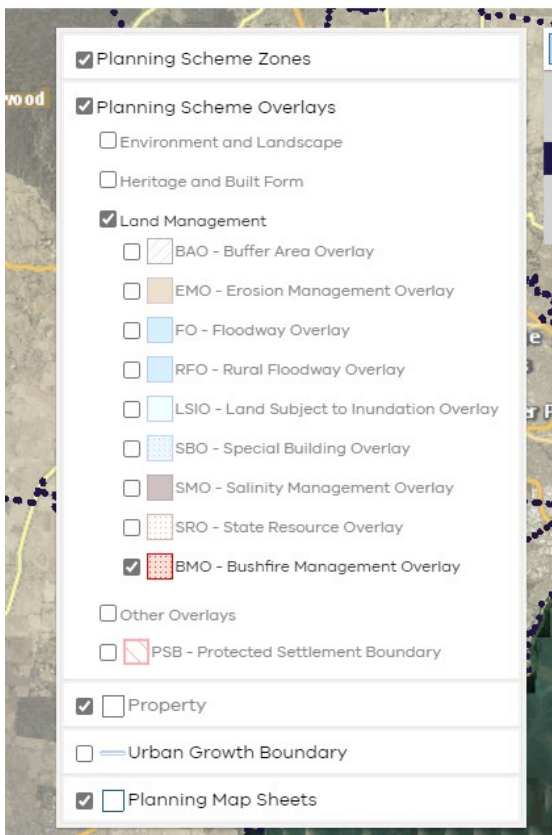 Planning Scheme Zones
wood
Planning Scheme Overlays
Environment and Landscape
Heritage and Built Form
Land Management
BAO - Buffer Area Overlay
EMO - Erosion Management Overlay
FO - Floodway Overlay
RFO - Rural Floodway Overlay
LSIO - Land Subject to Inundation Overlay
SBO - Special Building Overlay
SMO - Salinity Management Overlay
SRO - State Resource Overlay
BMO - Bushfire Management Overlay
Other Overlays
PSB - Protected Settlement Boundary
Property
Urban Growth Boundary
Planning Map Sheets